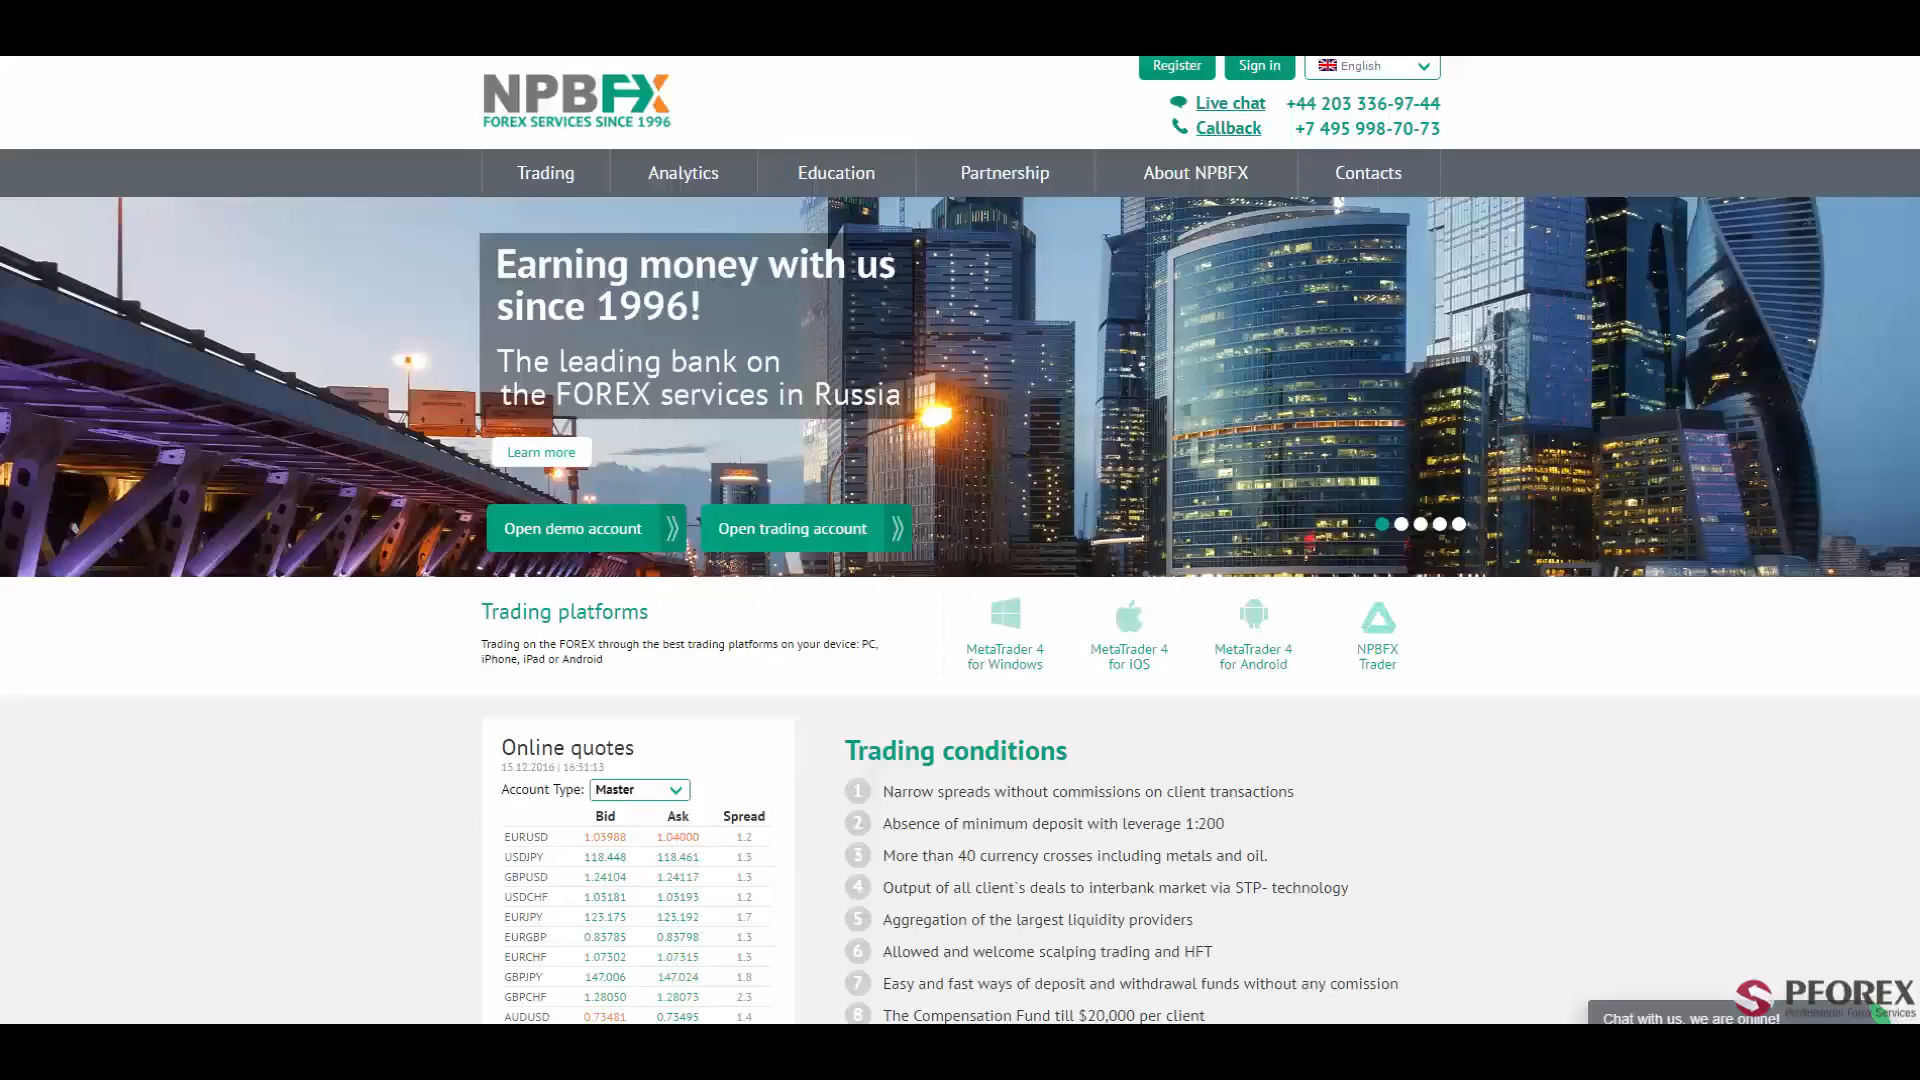 Register Sign in English
NPBFX
FOREX SERVICES SINCE 1996
Live chat +44 203 336-97-44
Callback +7 495 998-70-73
Trading Analytics Education Partnership About NPBFX Contacts
Earning money with us
since 1996!
The leading bank on
the FOREX services in Russia
Learn more
Open demo account Open trading account
Trading platforms
Trading on the FOREX through the best trading platforms on your device: PC,
iPhone, iPad or Android
MetaTrader 4
for Windows
MetaTrader 4
for iOS
MetaTrader 4
for Android
NPBFX
Trader
Online quotes
15.12.2016 | 16:31:13
Account Type: Master
Bid Ask Spread
EURUSD 1.03988 1.04000 1.2
USDJPY 118.448 118.461 1.3
GBPUSD 1.24104 1.24117 1.3
USDCHF 1.03181 1.03193 1.2
EURJPY 123.175 123.192 1.7
EURGBP 0.83785 0.83798 1.3
EURCHF 1.07302 1.07315 1.3
GBPJPY 147.006 147.024 1.8
GBPCHF 1.28050 1.28073 2.3
AUDUSD 0.73481 0.73495 1.4
Trading conditions
1 Narrow spreads without commissions on client transactions
2 Absence of minimum deposit with leverage 1:200
3 More than 40 currency crosses including metals and oil.
4 Output of all client`s deals to interbank market via STP- technology
5 Aggregation of the largest liquidity providers
6 Allowed and welcome scalping trading and HFT
7 Easy and fast ways of deposit and withdrawal funds without any comission
8 The Compensation Fund till $20,000 per client
Chat with us, we are online!
PFOREX
Professional Forex Services